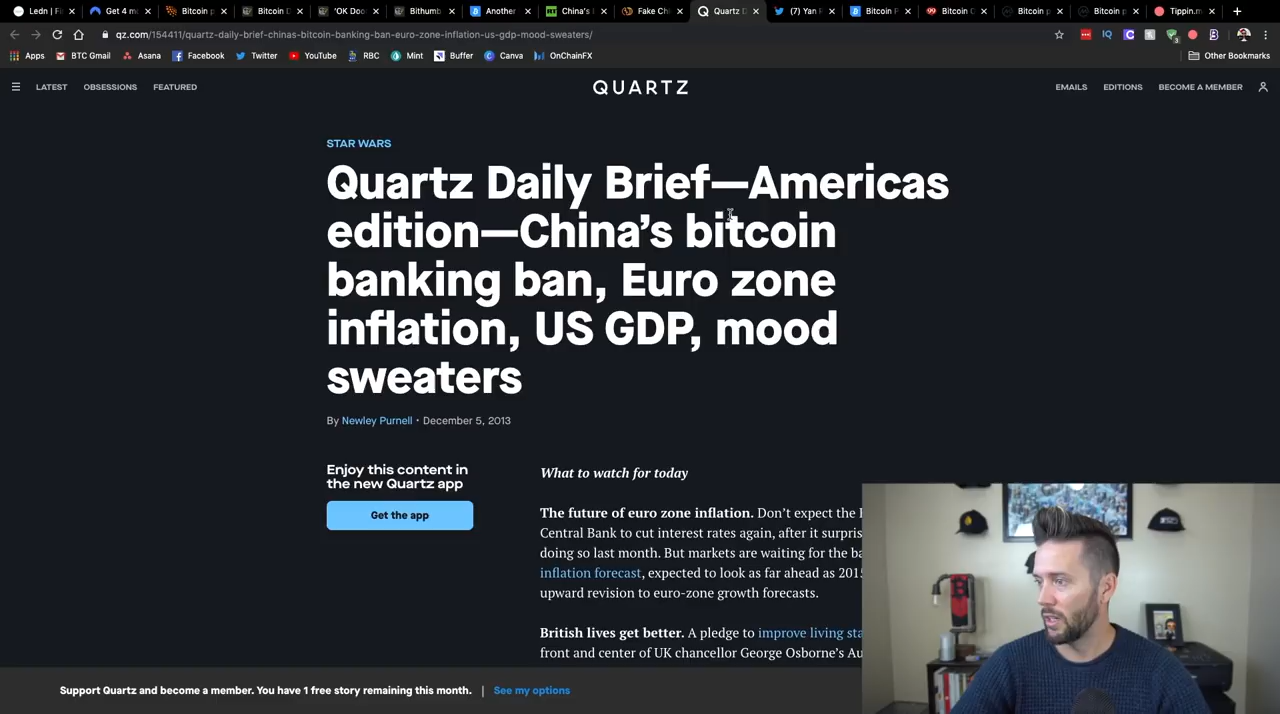 Ledn | Fi
Get 4 m
Bitcoin p
Bitcoin D
'OK Doo
Bithumb
Another
China's
Fake Ch
Quartz D
(7) Yan
Bitcoin F
Bitcoin C
Bitcoin p
Bitcoin p
Tippin.m
qz.com/154411/quartz-daily-brief-chinas-bitcoin-banking-ban-euro-zone-inflation-us-gdp-mood-sweaters/
Apps
BTC Gmail
Asana
Facebook
Twitter
YouTube
RBC
Mint
Buffer
Canva
OnChainFX
Other Bookmarks
LATEST
OBSESSIONS
FEATURED
QUARTZ
EMAILS
EDITIONS
BECOME A MEMBER
STAR WARS
Quartz Daily Brief—Americas
edition—China's bitcoin
banking ban, Euro zone
inflation, US GDP, mood
sweaters
By Newley Purnell • December 5, 2013
Enjoy this content in
the new Quartz app
Get the app
What to watch for today
The future of euro zone inflation. Don't expect the
Central Bank to cut interest rates again, after it surpris
doing so last month. But markets are waiting for the ba
inflation forecast, expected to look as far ahead as 2015
upward revision to euro-zone growth forecasts.
British lives get better. A pledge to improve living sta
front and center of UK chancellor George Osborne's Au
Support Quartz and become a member. You have 1 free story remaining this month. | See my options